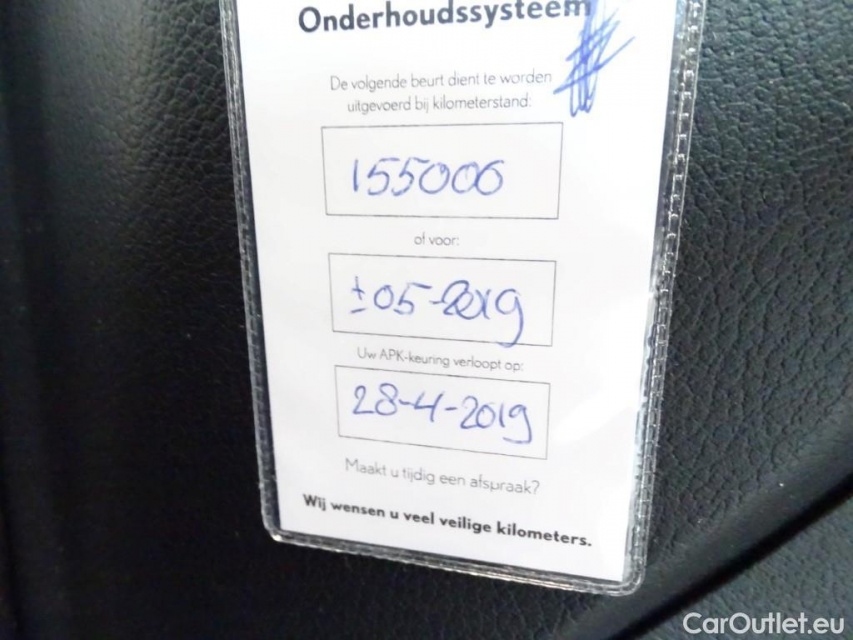 Onderhoudssysteem
De volgende beurt dient te worden
uitgevoerd bij kilometerstand:
155000
of voor:
±05-2019
Uw APK-keuring verloopt op:
28-4-2019
Maakt u tijdig een afspraak?
Wij wensen u veel veilige kilometers.
CarOutlet.eu